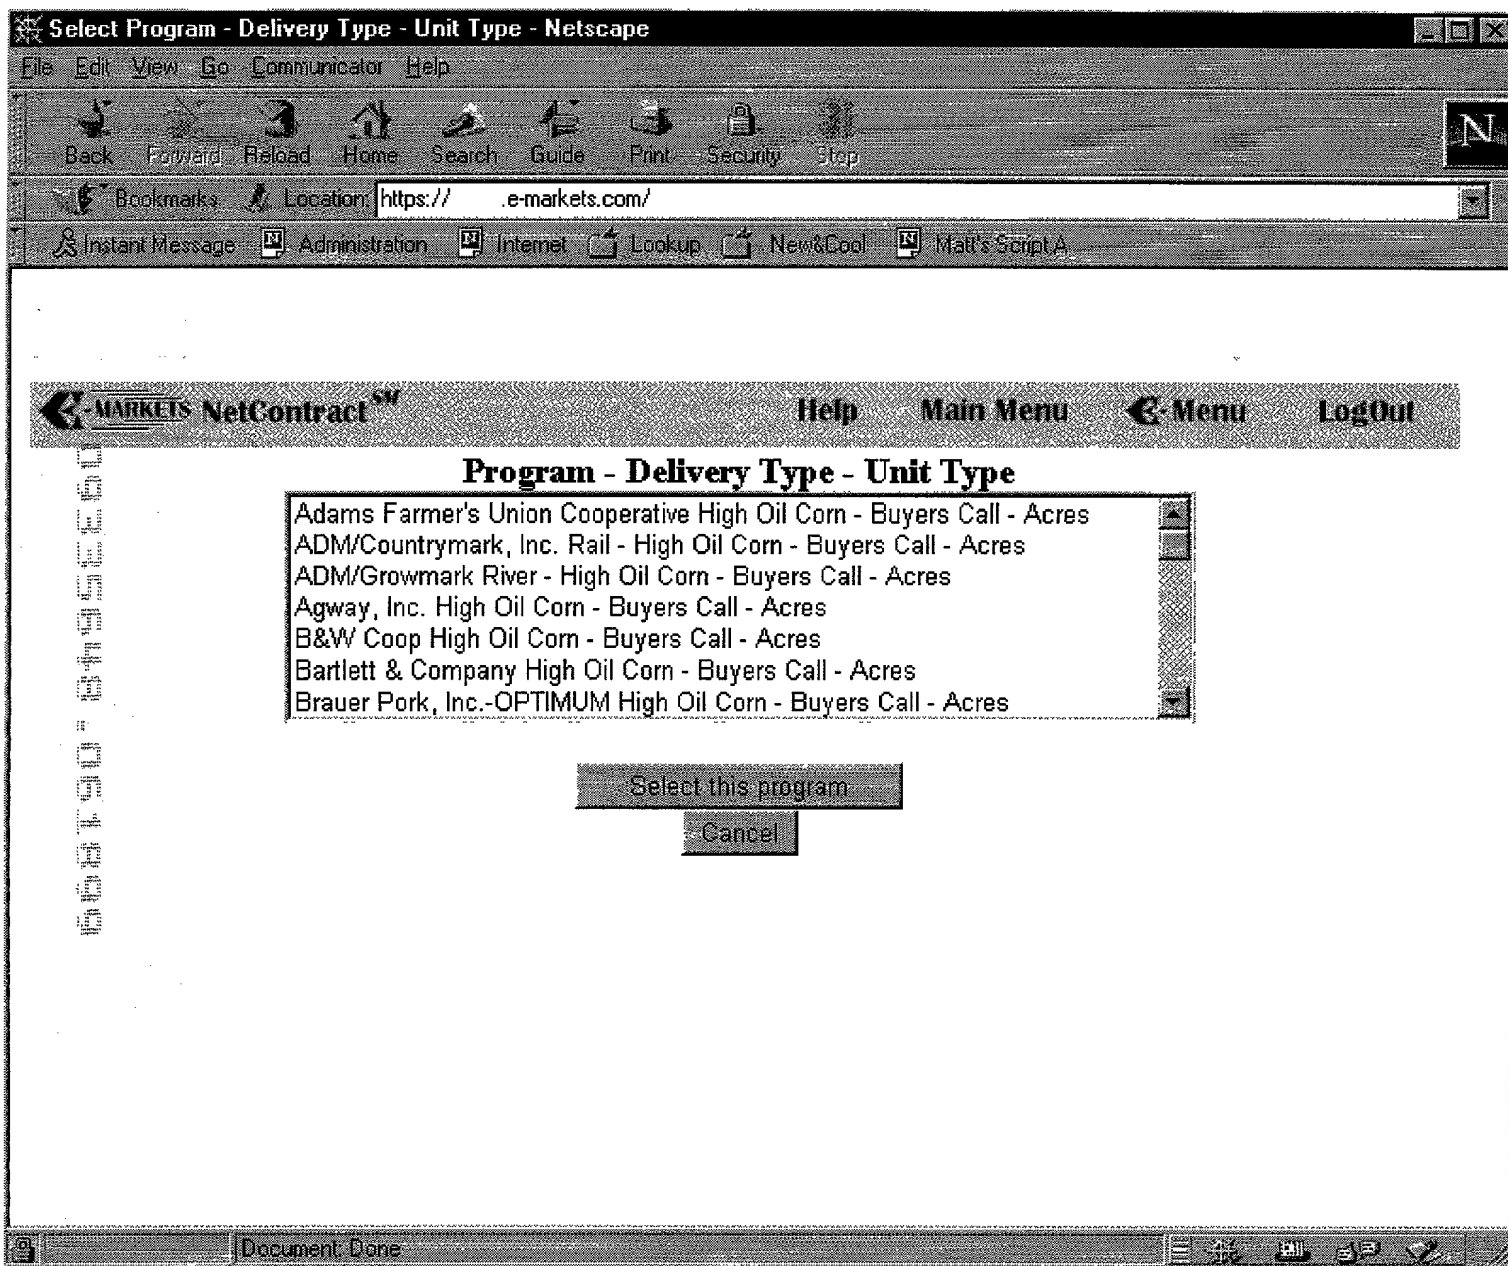 Select Program - Delivery Type - Unit Type - Netscape
File Edit View Go Communicator Help
Back Forward Reload Home Search Guide Print Security Stop
N
Bookmarks Location: https:// .e-markets.com/
Instant Message Administration Internet Lookup New&Cool Matt's Script A
E-MARKETS NetContract SM Help Main Menu E-Menu LogOut
09335648.061899
Program - Delivery Type - Unit Type
Adams Farmer's Union Cooperative High Oil Corn - Buyers Call - Acres
ADM/Countrymark, Inc. Rail - High Oil Corn - Buyers Call - Acres
ADM/Growmark River - High Oil Corn - Buyers Call - Acres
Agway, Inc. High Oil Corn - Buyers Call - Acres
B&W Coop High Oil Corn - Buyers Call - Acres
Bartlett & Company High Oil Corn - Buyers Call - Acres
Brauer Pork, Inc.-OPTIMUM High Oil Corn - Buyers Call - Acres
Select this program
Cancel
Document: Done